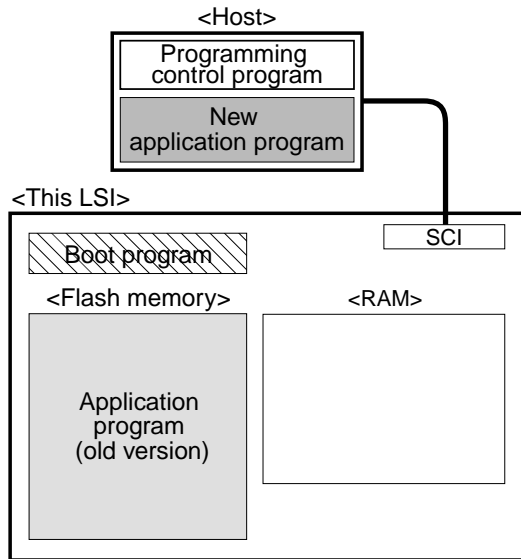 <Host>
Programming
control program
New
application program
<This LSI>
SCI
Boot program
<Flash memory>
<RAM>
Application
program
(old version)